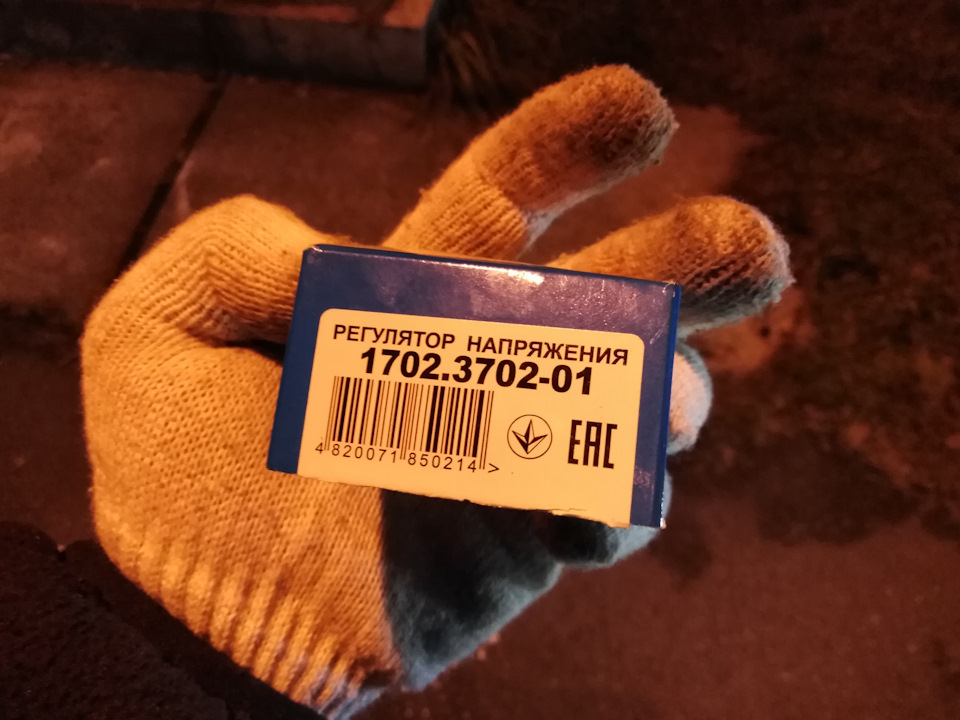 РЕГУЛЯТОР НАПРЯЖЕНИЯ
1702.3702-01
4 820071 850214 >
EAC